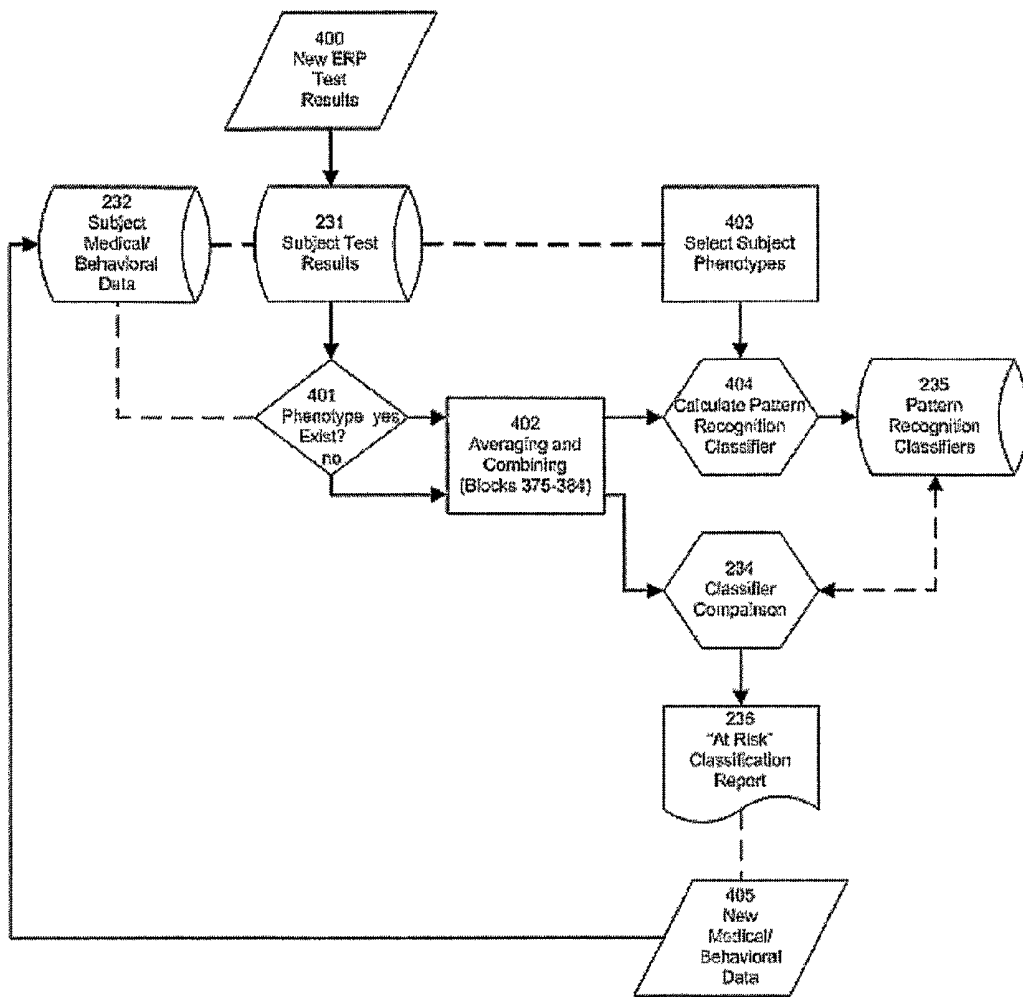 400
New ERP
Test
Results
232
Subject
Medical/
Behavioral
Data
231
Subject Test
Results
403
Select Subject
Phenotypes
401
Phenotype yes
Exist?
no
402
Averaging and
Combining
(Blocks 375-384)
404
Calculate Pattern
Recognition
Classifier
235
Pattern
Recognition
Classifiers
234
Classifier
Comparison
236
"At Risk"
Classification
Report
405
New
Medical/
Behavioral
Data